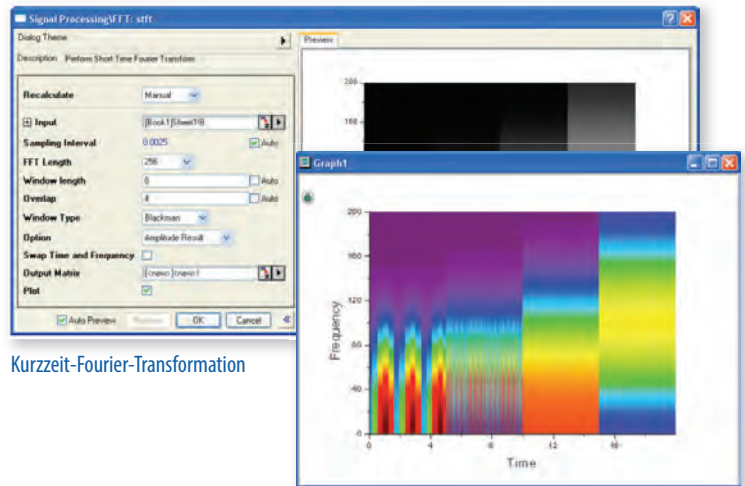 Signal Processing\FFT: stft
Dialog Theme
Description Perform Short Time Fourier Transform
Recalculate Manual
Input [Book1]Sheet1!B
Sampling Interval 0.0025 Auto
FFT Length 256
Window length 8 Auto
Overlap 4 Auto
Window Type Blackman
Option Amplitude Result
Swap Time and Frequency
Output Matrix
Plot
Auto Preview OK Cancel
Preview
200
160
Graph1
200
160
120
80
40
0
Frequency
0 4 8 12 16
Time
Kurzzeit-Fourier-Transformation